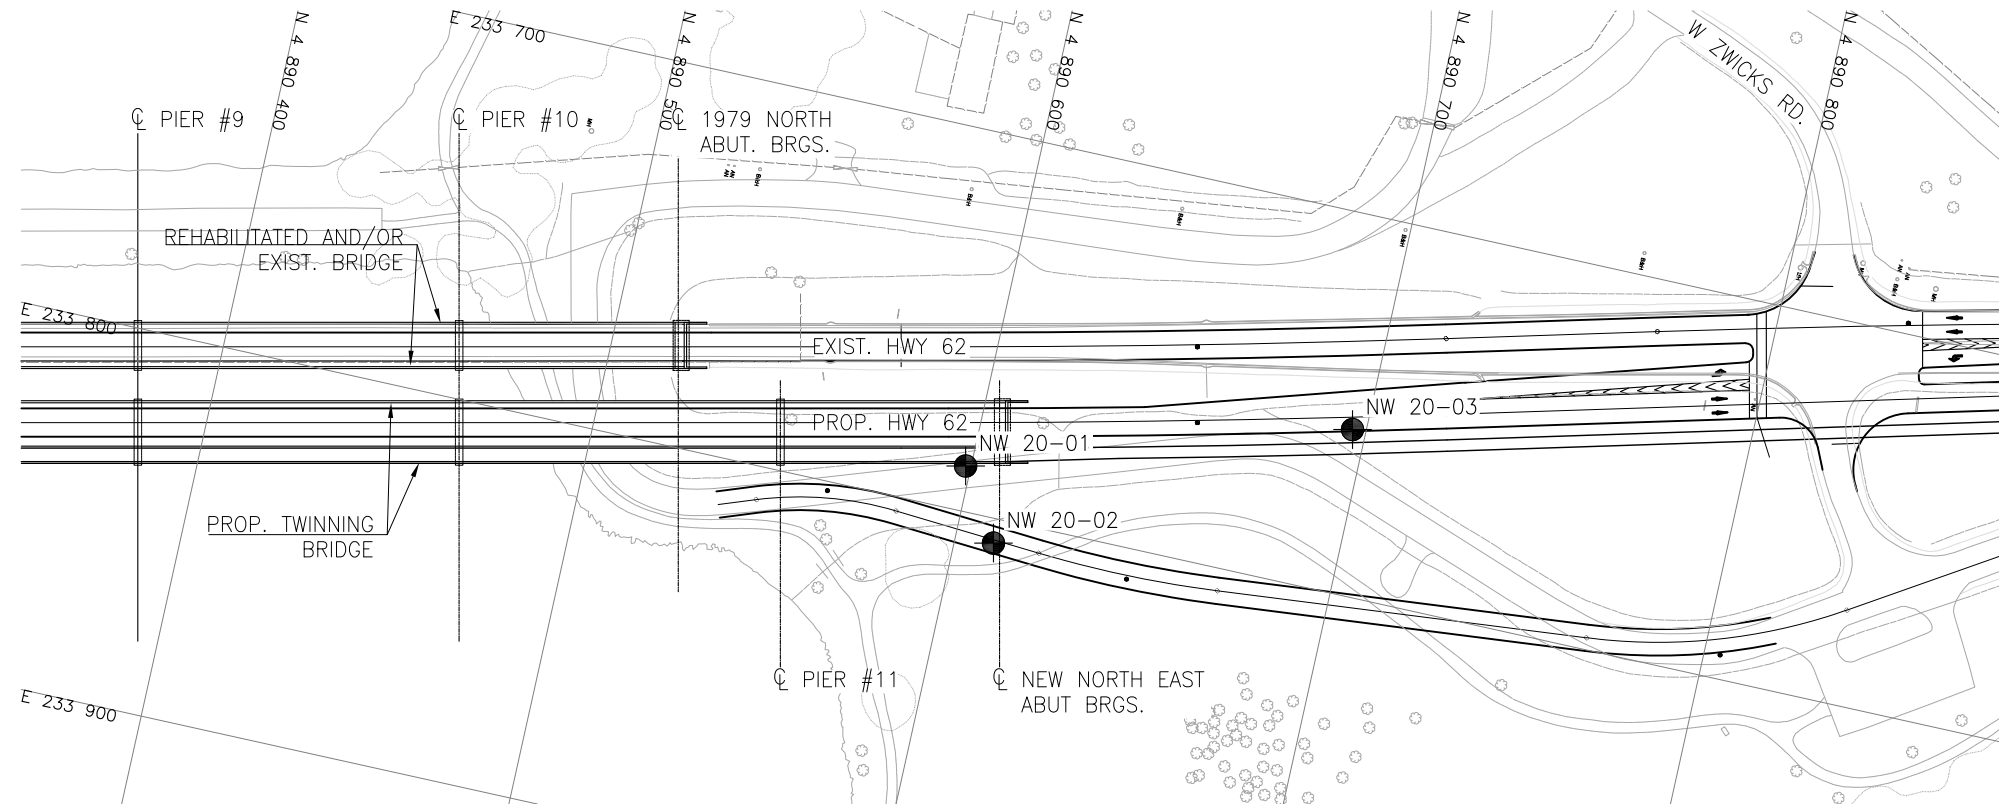 E 233 700
N 4 890 400
N 4 890 500
N 4 890 600
N 4 890 700
N 4 890 800
W ZWICKS RD.
℄ PIER #9
℄ PIER #10
℄ 1979 NORTH
ABUT. BRGS.
MH
AN
AN
B&H
B&H
B&H
B&H
B&H
REHABILITATED AND/OR
EXIST. BRIDGE
E 233 800
EXIST. HWY 62
PROP. HWY 62
NW 20-03
NW 20-01
NW 20-02
PROP. TWINNING
BRIDGE
℄ PIER #11
℄ NEW NORTH EAST
ABUT BRGS.
E 233 900